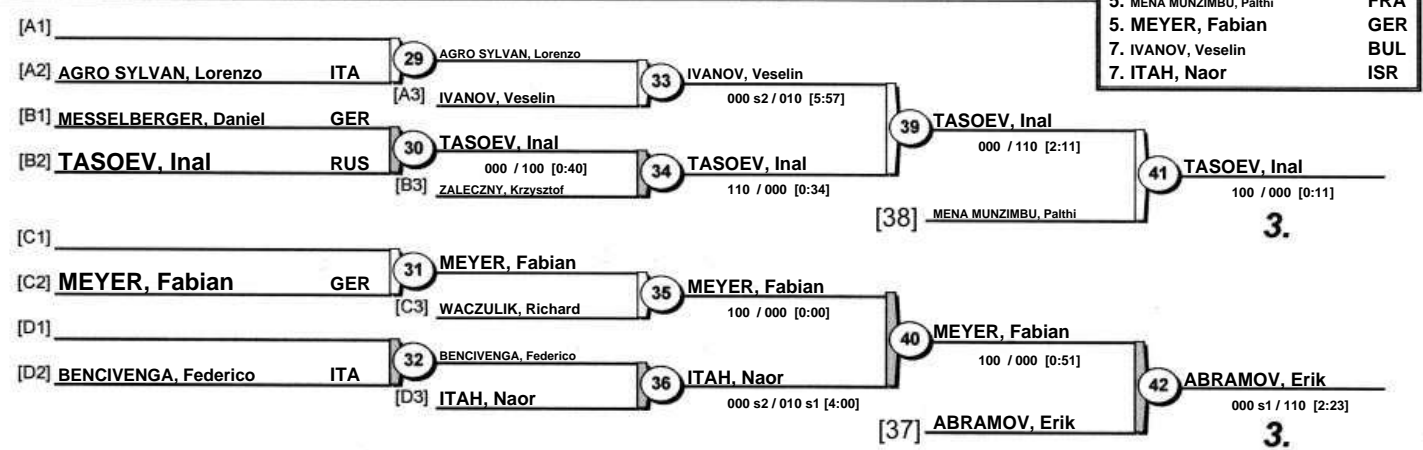 5. MENA MUNZIMBU, Palthi FRA
5. MEYER, Fabian GER
7. IVANOV, Veselin BUL
7. ITAH, Naor ISR
[A1]
[A2] AGRO SYLVAN, Lorenzo ITA
29 AGRO SYLVAN, Lorenzo
[A3] IVANOV, Veselin
33 IVANOV, Veselin
000 s2 / 010 [5:57]
[B1] MESSELBERGER, Daniel GER
[B2] TASOEV, Inal RUS
30 TASOEV, Inal
000 / 100 [0:40]
[B3] ZALECZNY, Krzysztof
34 TASOEV, Inal
110 / 000 [0:34]
39 TASOEV, Inal
000 / 110 [2:11]
[38] MENA MUNZIMBU, Palthi
41 TASOEV, Inal
100 / 000 [0:11]
3.
[C1]
[C2] MEYER, Fabian GER
31 MEYER, Fabian
[C3] WACZULIK, Richard
35 MEYER, Fabian
100 / 000 [0:00]
[D1]
[D2] BENCIVENGA, Federico ITA
32 BENCIVENGA, Federico
[D3] ITAH, Naor
36 ITAH, Naor
000 s2 / 010 s1 [4:00]
40 MEYER, Fabian
100 / 000 [0:51]
[37] ABRAMOV, Erik
42 ABRAMOV, Erik
000 s1 / 110 [2:23]
3.